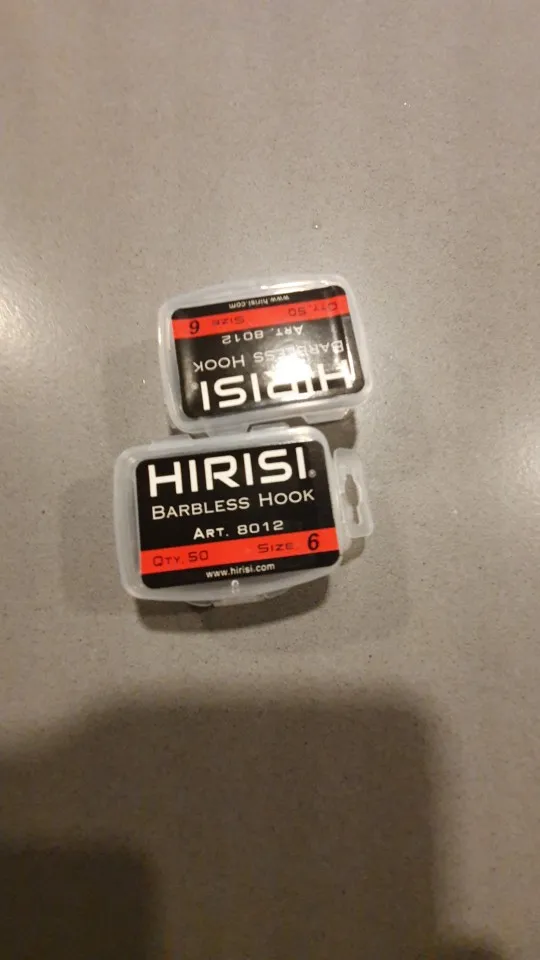 www.hirisi.com
QTY. 50 SIZE 6
ART. 8012
BARBLESS HOOK
HIRISI
HIRISI®
BARBLESS HOOK
ART. 8012
QTY. 50 SIZE 6
www.hirisi.com